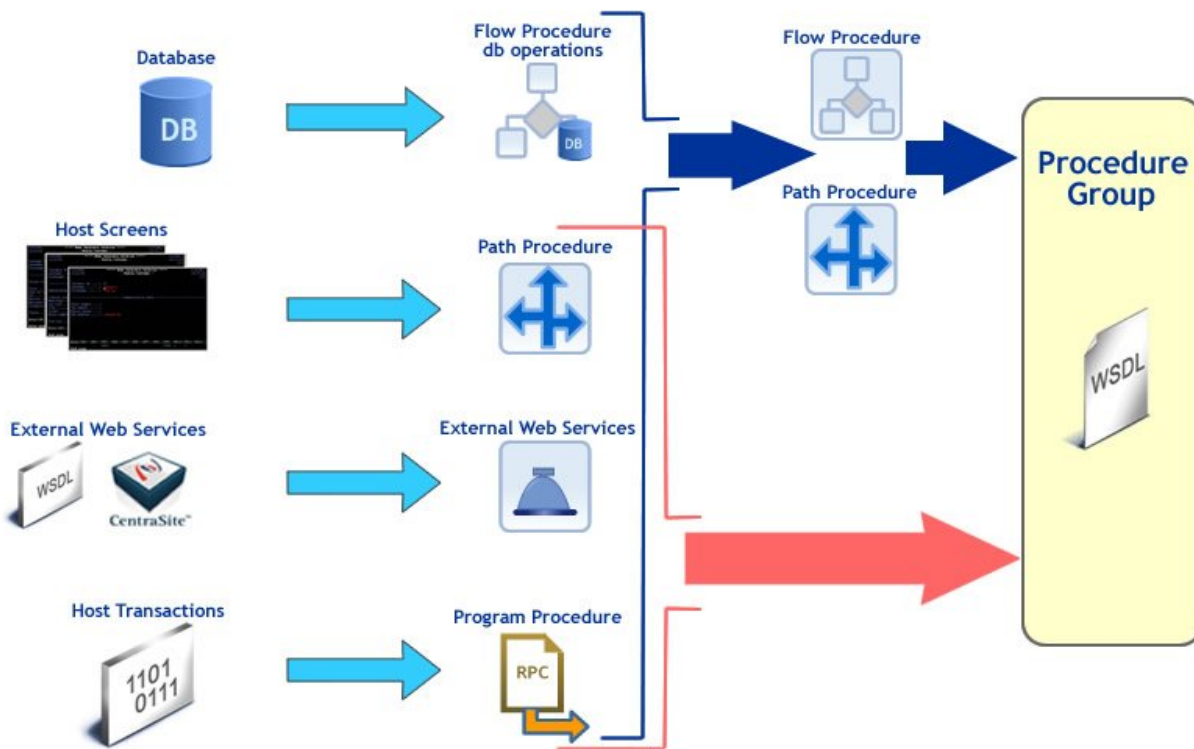 Database
DB
Flow Procedure
db operations
DB
Flow Procedure
Path Procedure
Procedure
Group
WSDL
Host Screens
Path Procedure
External Web Services
WSDL
CentraSite™
External Web Services
Host Transactions
1101
0111
Program Procedure
RPC